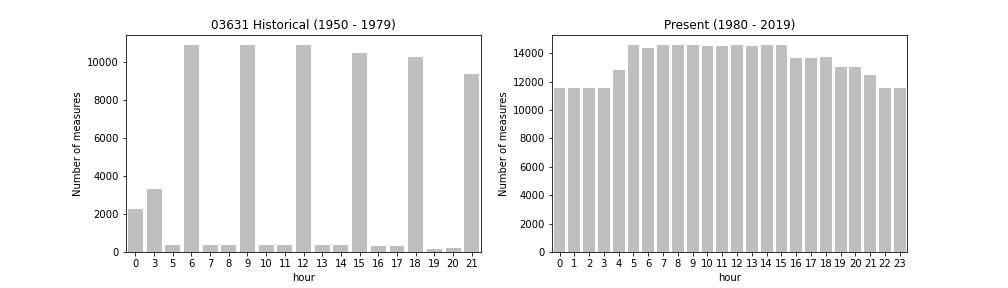 03631 Historical (1950 - 1979)
Number of measures
10000
8000
6000
4000
2000
0
0 3 5 6 7 8 9 10 11 12 13 14 15 16 17 18 19 20 21
hour
Present (1980 - 2019)
Number of measures
14000
12000
10000
8000
6000
4000
2000
0
0 1 2 3 4 5 6 7 8 9 10 11 12 13 14 15 16 17 18 19 20 21 22 23
hour